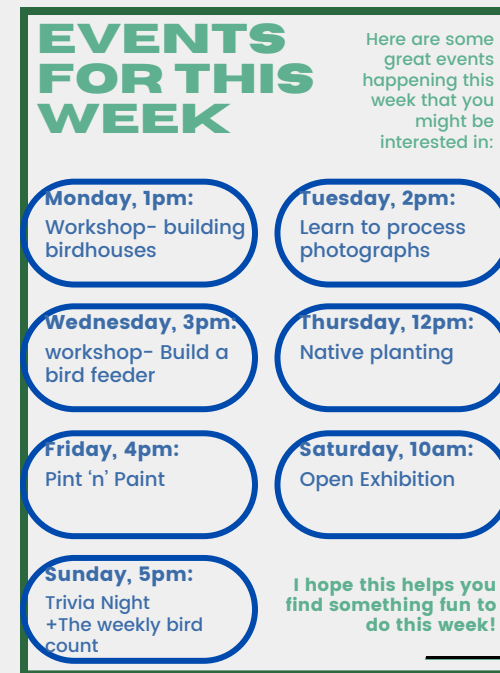 EVENTS
FOR THIS
WEEK
Here are some
great events
happening this
week that you
might be
interested in:
Monday, 1pm:
Workshop- building
birdhouses
Tuesday, 2pm:
Learn to process
photographs
Wednesday, 3pm:
workshop- Build a
bird feeder
Thursday, 12pm:
Native planting
Friday, 4pm:
Pint ‘n’ Paint
Saturday, 10am:
Open Exhibition
Sunday, 5pm:
Trivia Night
+The weekly bird
count
I hope this helps you
find something fun to
do this week!